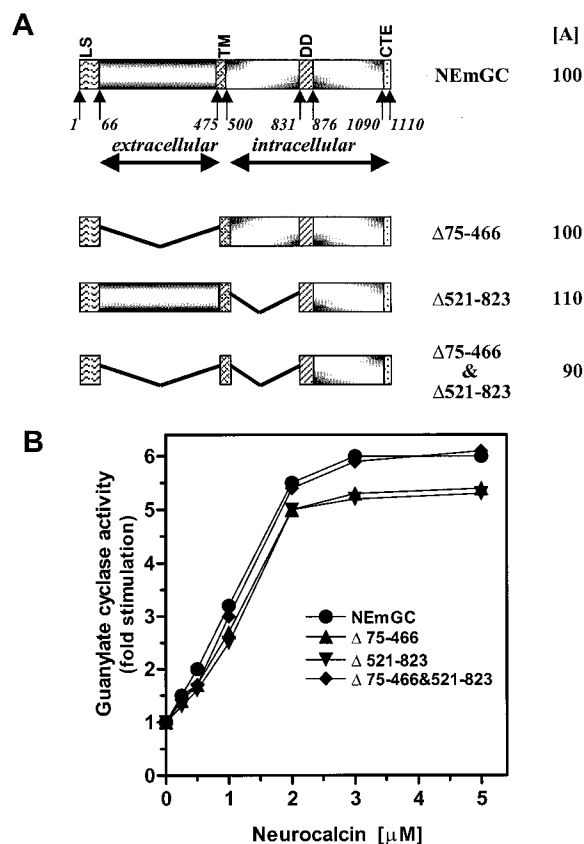 A
LS
TM
DD
CTE
[A]
NEmGC 100
1 66 475 500 831 876 1090 1110
extracellular intracellular
Δ75-466 100
Δ521-823 110
Δ75-466
&
Δ521-823
90
B
Guanylate cyclase activity
(fold stimulation)
6
5
4
3
2
1
0
NEmGC
Δ 75-466
Δ 521-823
Δ 75-466&521-823
0 1 2 3 4 5
Neurocalcin [μM]